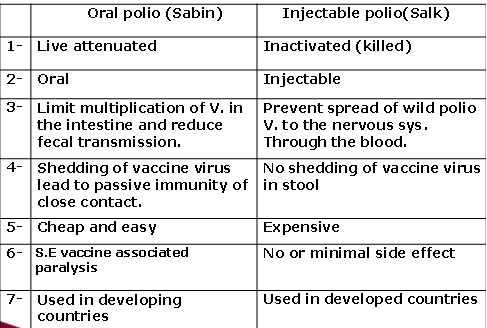 Oral polio (Sabin) Injectable polio(Salk)
1- Live attenuated Inactivated (killed)
2- Oral Injectable
3- Limit multiplication of V. in Prevent spread of wild polio
the intestine and reduce V. to the nervous sys.
fecal transmission. Through the blood.
4- Shedding of vaccine virus No shedding of vaccine virus
lead to passive immunity of in stool
close contact.
5- Cheap and easy Expensive
6- S.E vaccine associated No or minimal side effect
paralysis
7- Used in developing Used in developed countries
countries